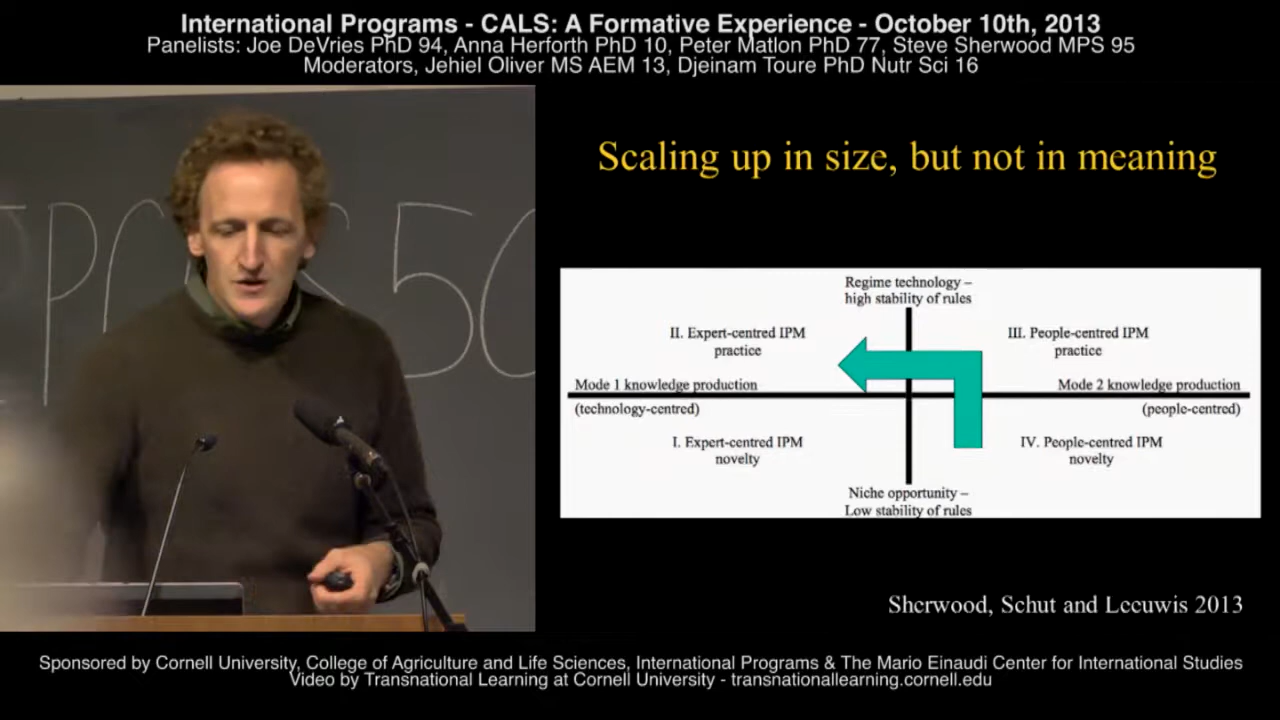 International Programs - CALS: A Formative Experience - October 10th, 2013
Panelists: Joe DeVries PhD 94, Anna Herforth PhD 10, Peter Matlon PhD 77, Steve Sherwood MPS 95
Moderators, Jehiel Oliver MS AEM 13, Djeinam Toure PhD Nutr Sci 16
Scaling up in size, but not in meaning
Regime technology –
high stability of rules
II. Expert-centred IPM
practice
III. People-centred IPM
practice
Mode 1 knowledge production
(technology-centred)
Mode 2 knowledge production
(people-centred)
I. Expert-centred IPM
novelty
IV. People-centred IPM
novelty
Niche opportunity –
Low stability of rules
Sherwood, Schut and Leeuwis 2013
Sponsored by Cornell University, College of Agriculture and Life Sciences, International Programs & The Mario Einaudi Center for International Studies
Video by Transnational Learning at Cornell University - transnationallearning.cornell.edu